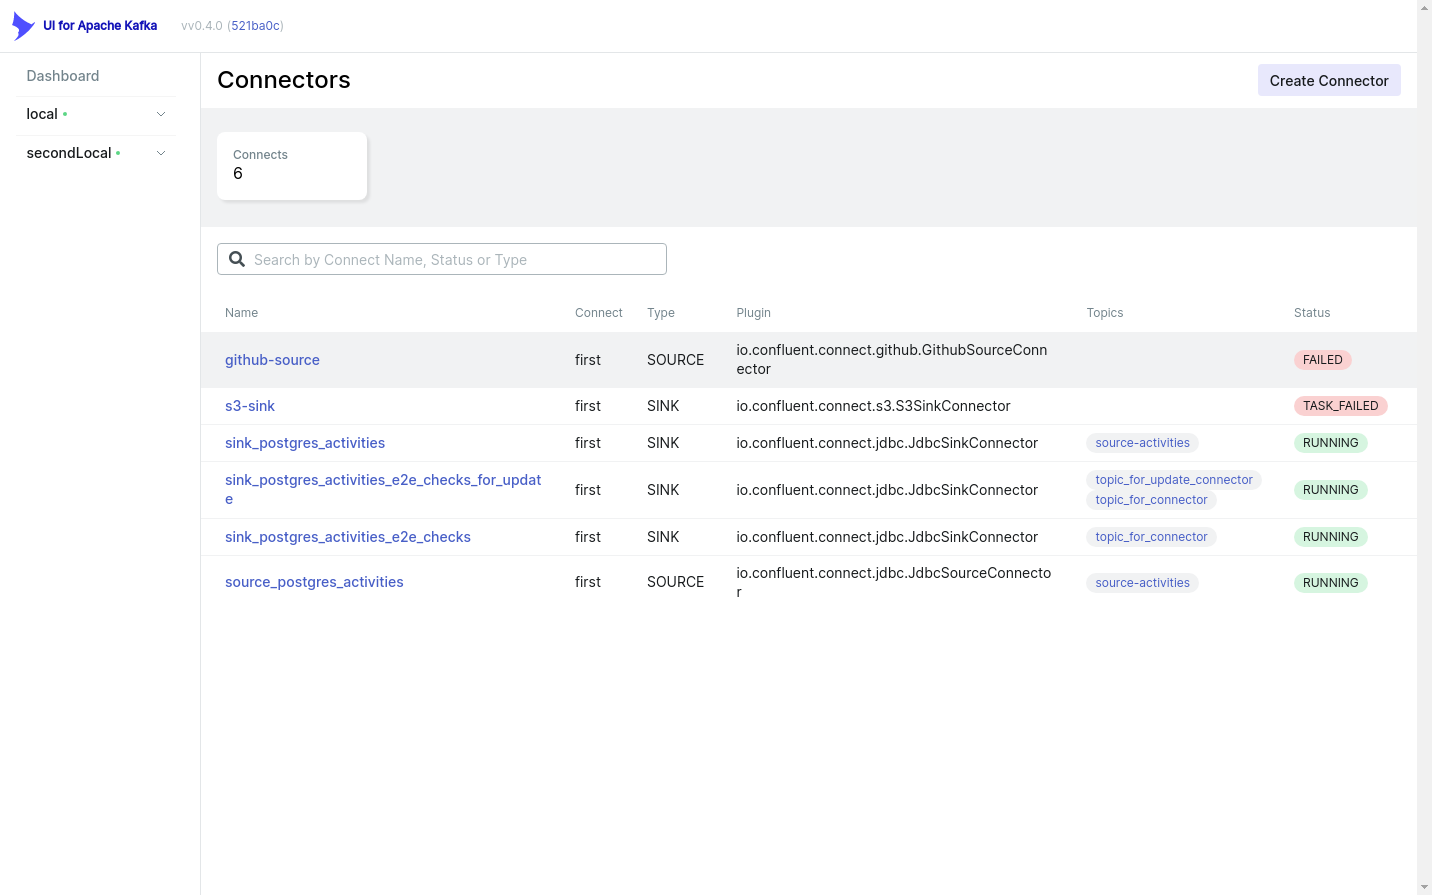 UI for Apache Kafka
vv0.4.0 (521ba0c)
Dashboard
local
secondLocal
Connectors
Create Connector
Connects
6
Search by Connect Name, Status or Type
Name Connect Type Plugin Topics Status
github-source first SOURCE io.confluent.connect.github.GithubSourceConn
ector
FAILED
s3-sink first SINK io.confluent.connect.s3.S3SinkConnector TASK_FAILED
sink_postgres_activities first SINK io.confluent.connect.jdbc.JdbcSinkConnector source-activities RUNNING
sink_postgres_activities_e2e_checks_for_updat
e
first SINK io.confluent.connect.jdbc.JdbcSinkConnector
topic_for_update_connector
topic_for_connector
RUNNING
sink_postgres_activities_e2e_checks first SINK io.confluent.connect.jdbc.JdbcSinkConnector topic_for_connector RUNNING
source_postgres_activities first SOURCE io.confluent.connect.jdbc.JdbcSourceConnecto
r
source-activities RUNNING